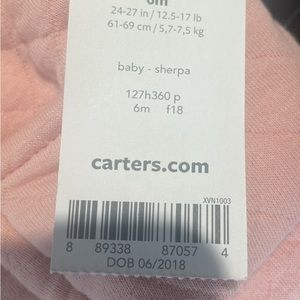 6m
24-27 in / 12.5-17 lb
61-69 cm / 5,7-7,5 kg
baby - sherpa
127h360 p
6m f18
carters.com
XVN1003
8 89338 87057 4
DOB 06/2018